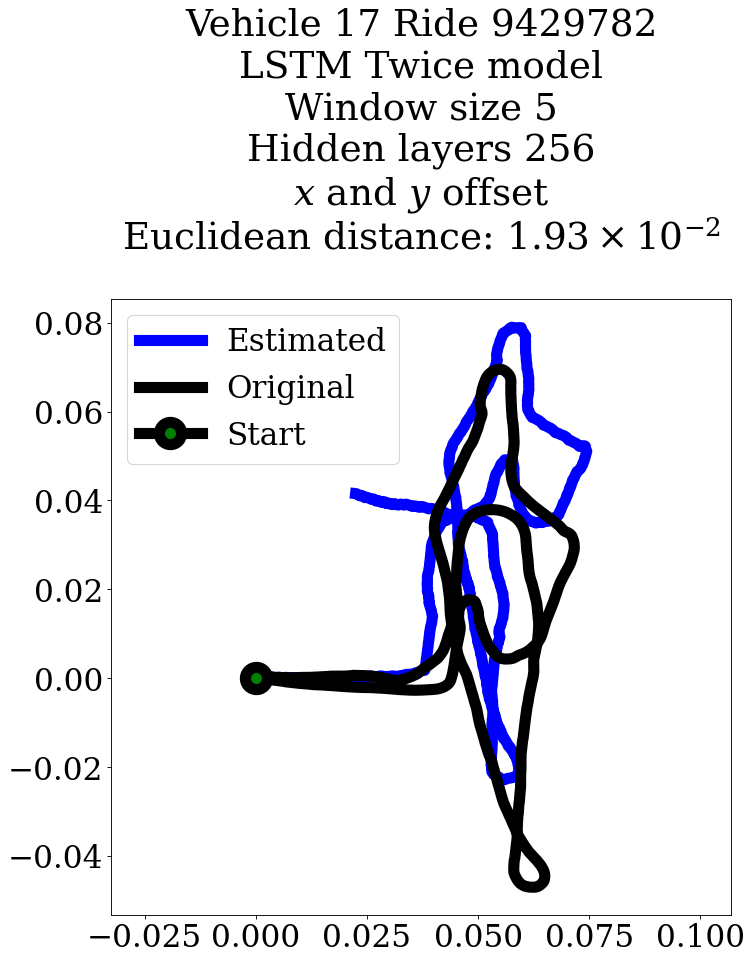 Vehicle 17 Ride 9429782
LSTM Twice model
Window size 5
Hidden layers 256
x and y offset
Euclidean distance: 1.93 × 10⁻²
Estimated
Original
Start
0.08
0.06
0.04
0.02
0.00
−0.02
−0.04
−0.025 0.000 0.025 0.050 0.075 0.100